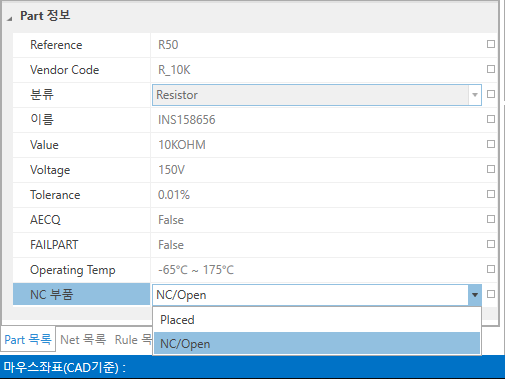 Part 정보
Reference R50
Vendor Code R_10K
분류 Resistor
이름 INS158656
Value 10KOHM
Voltage 150V
Tolerance 0.01%
AECQ False
FAILPART False
Operating Temp -65°C ~ 175°C
NC 부품 NC/Open
Placed
NC/Open
Part 목록 Net 목록 Rule 목
마우스좌표(CAD기준) :